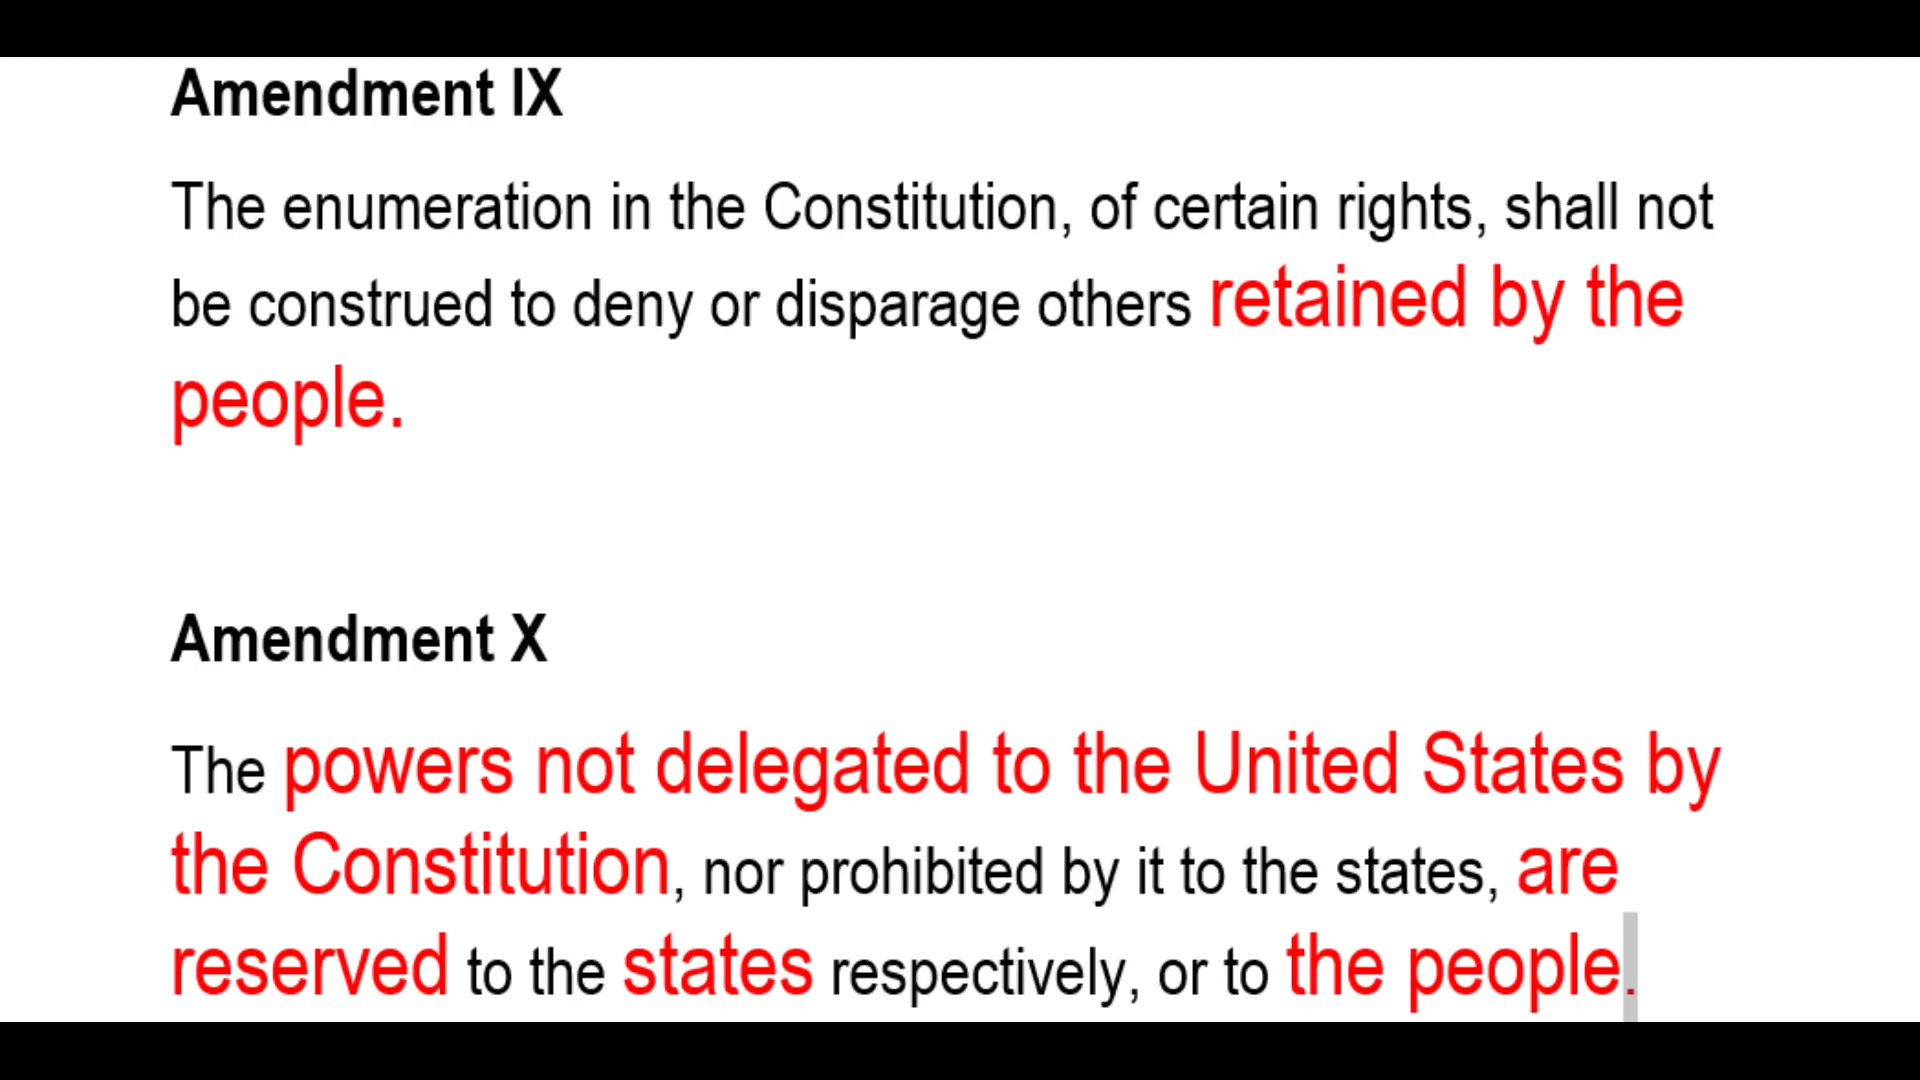 Amendment IX
The enumeration in the Constitution, of certain rights, shall not
be construed to deny or disparage others retained by the
people.
Amendment X
The powers not delegated to the United States by
the Constitution, nor prohibited by it to the states, are
reserved to the states respectively, or to the people.